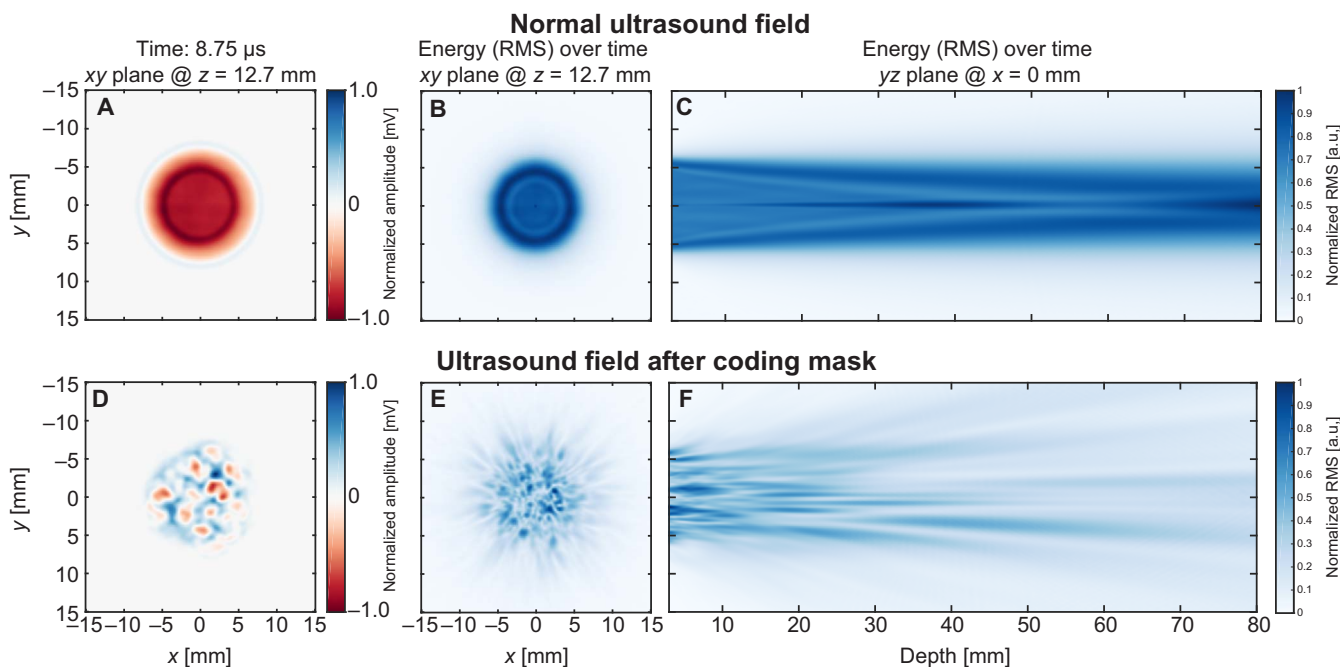 Normal ultrasound field
Time: 8.75 µs
xy plane @ z = 12.7 mm
Energy (RMS) over time
xy plane @ z = 12.7 mm
Energy (RMS) over time
yz plane @ x = 0 mm
A
B
C
–15
–10
–5
0
5
10
15
y [mm]
1.0
0
–1.0
Normalized amplitude [mV]
1
0.9
0.8
0.7
0.6
0.5
0.4
0.3
0.2
0.1
0
Normalized RMS [a.u.]
Ultrasound field after coding mask
D
E
F
–15
–10
–5
0
5
10
15
y [mm]
1.0
0
–1.0
Normalized amplitude [mV]
1
0.9
0.8
0.7
0.6
0.5
0.4
0.3
0.2
0.1
0
Normalized RMS [a.u,]
–15 –10 –5 0 5 10 15
x [mm]
–15 –10 –5 0 5 10 15
x [mm]
10 20 30 40 50 60 70 80
Depth [mm]